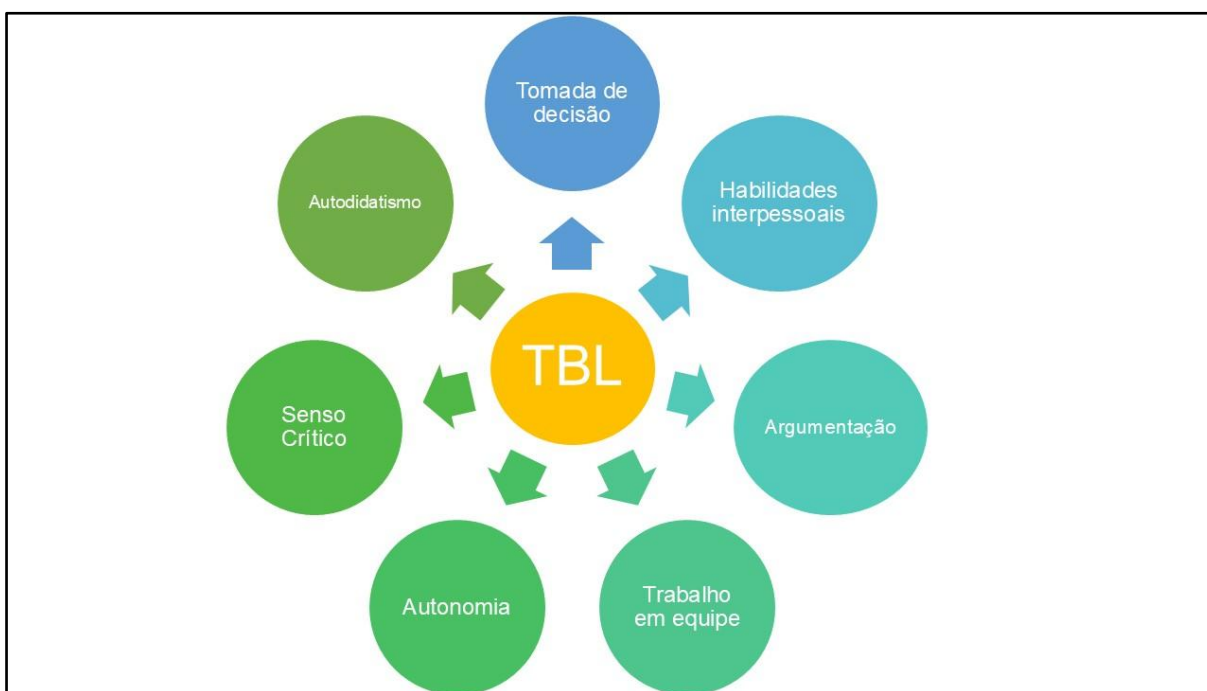 Tomada de
decisão
Habilidades
interpessoais
Autodidatismo
TBL
Senso
Crítico
Argumentação
Autonomia
Trabalho
em equipe